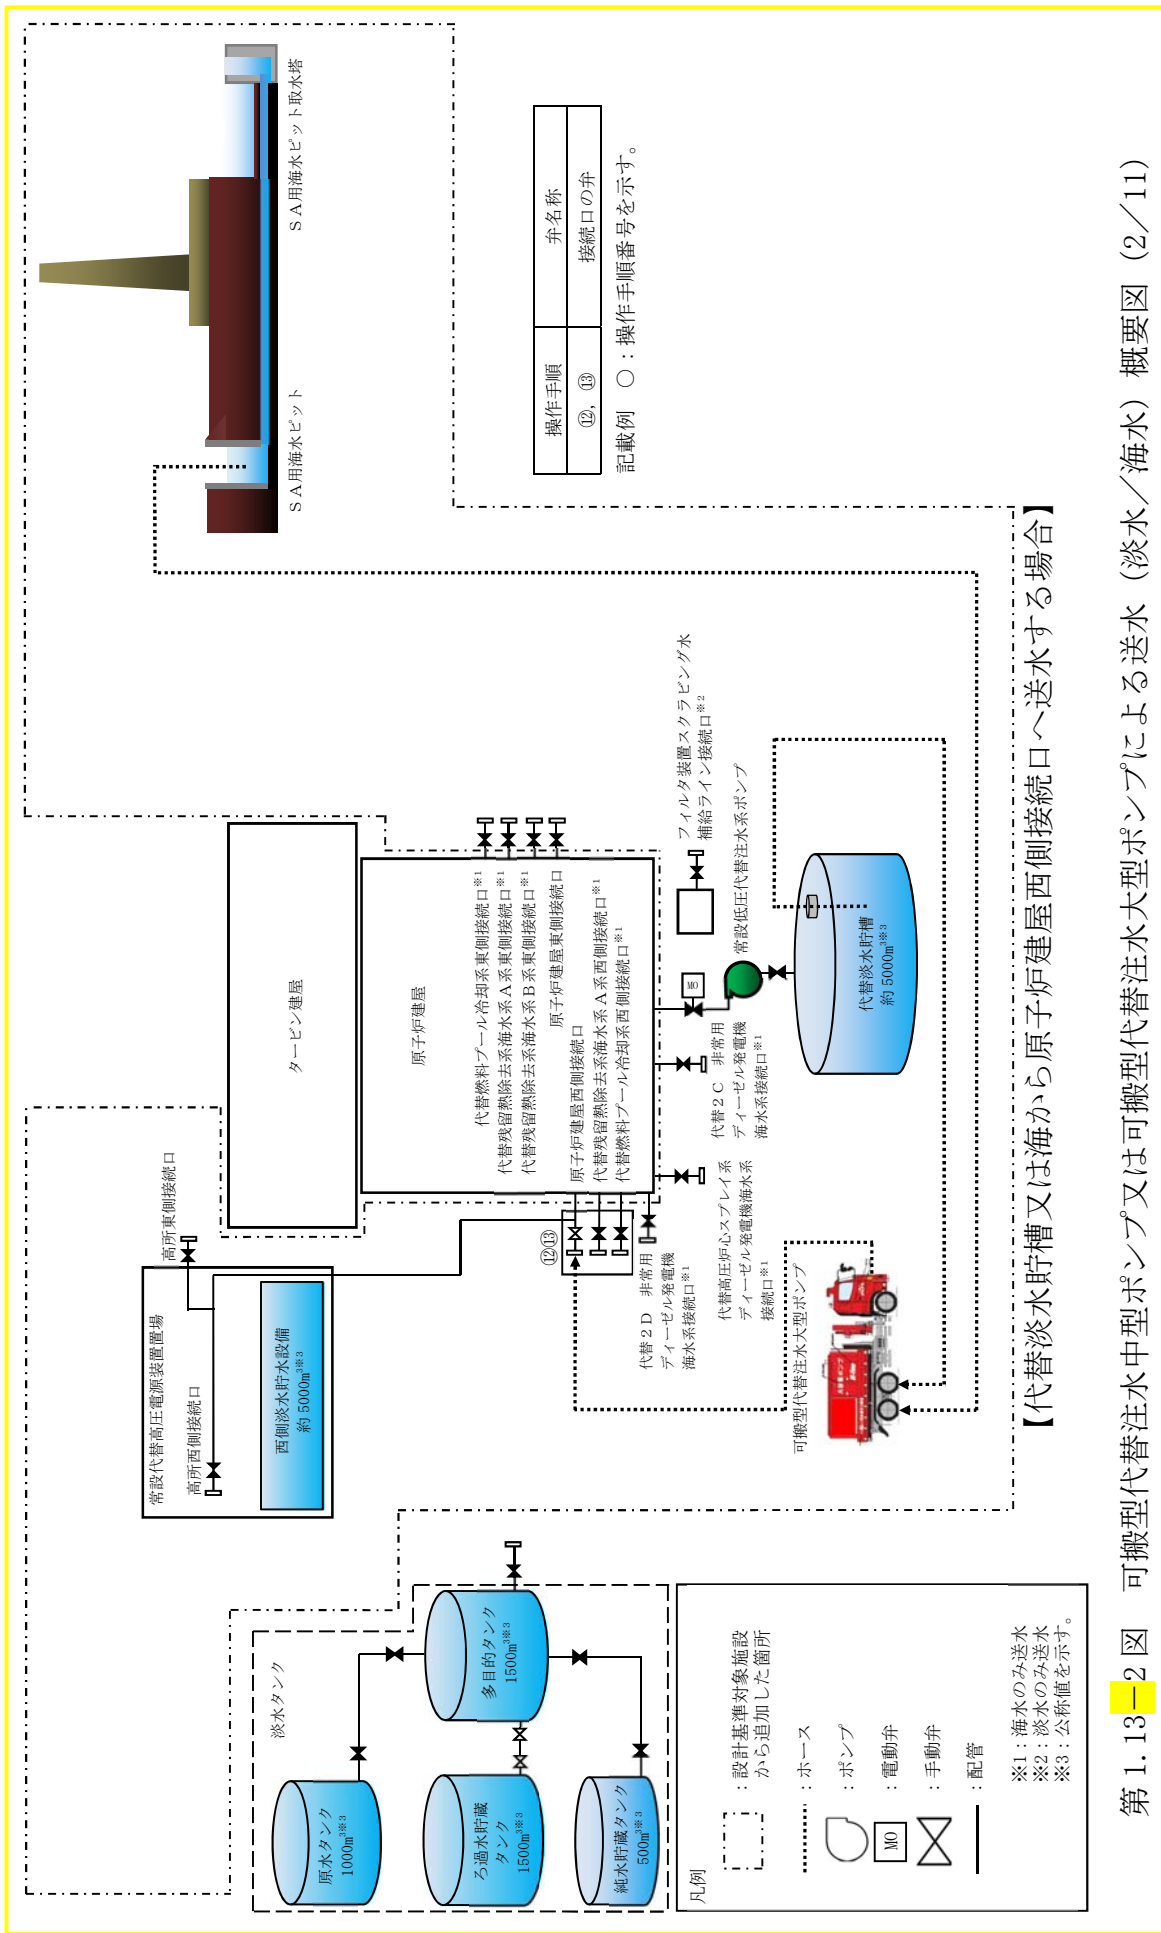 ＳＡ用海水ピット取水塔
ＳＡ用海水ピット
操作手順
弁名称
⑫，⑬
接続口の弁
記載例　○：操作手順番号を示す。
タービン建屋
原子炉建屋
代替燃料プール冷却系東側接続口※1
代替残留熱除去系海水系Ａ系東側接続口※1
代替残留熱除去系海水系Ｂ系東側接続口※1
原子炉建屋東側接続口
原子炉建屋西側接続口
代替残留熱除去系海水系Ａ系西側接続口※1
代替燃料プール冷却系西側接続口※1
⑫⑬
高所東側接続口
常設代替高圧電源装置置場
高所西側接続口
西側淡水貯水設備
約 5000m³※3
フィルタ装置スクラビング水
補給ライン接続口※2
常設低圧代替注水系ポンプ
MO
代替淡水貯槽
約 5000m³※3
代替２Ｃ　非常用
ディーゼル発電機
海水系接続口※1
代替高圧炉心スプレイ系
ディーゼル発電機海水系
接続口※1
代替２Ｄ　非常用
ディーゼル発電機
海水系接続口※1
可搬型代替注水大型ポンプ
淡水タンク
原水タンク
1000m³※3
多目的タンク
1500m³※3
ろ過水貯蔵
タンク
1500m³※3
純水貯蔵タンク
500m³※3
凡例
：設計基準対象施設
から追加した箇所
：ホース
：ポンプ
MO
：電動弁
：手動弁
：配管
※1：海水のみ送水
※2：淡水のみ送水
※3：公称値を示す。
【代替淡水貯槽又は海から原子炉建屋西側接続口へ送水する場合】
第 1.13－2 図　可搬型代替注水中型ポンプ又は可搬型代替注水大型ポンプによる送水（淡水／海水）概要図（2／11）